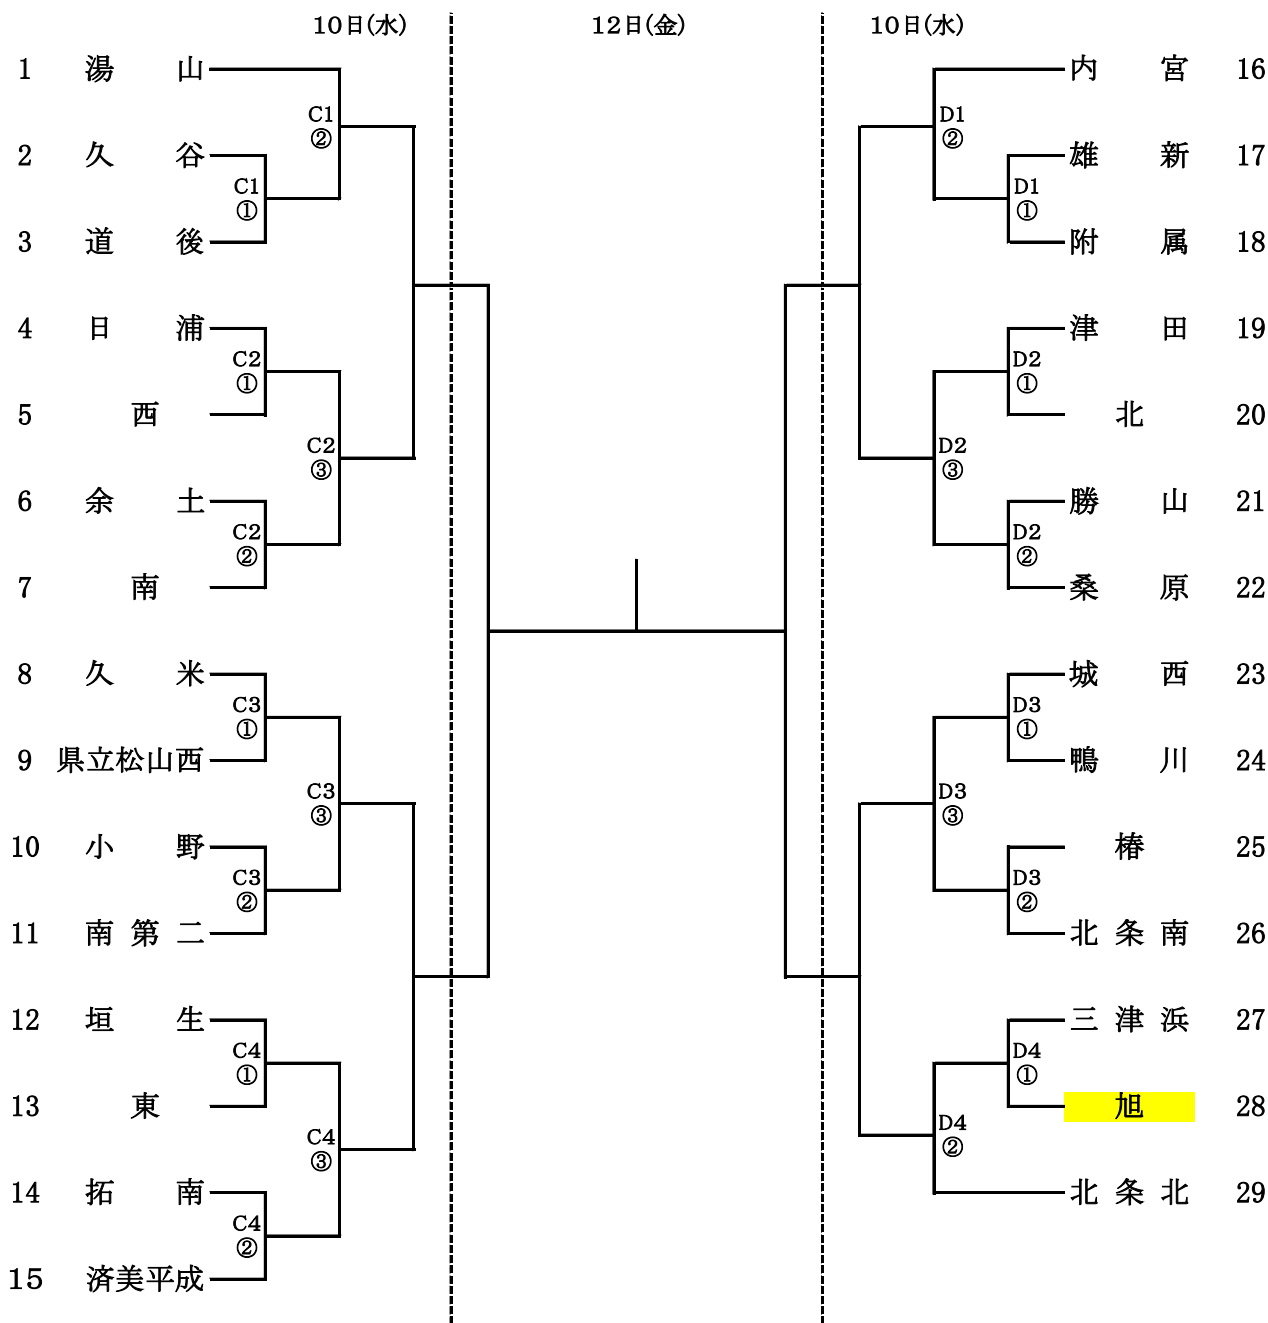 10日(水) 12日(金) 10日(水)
1 湯山 内宮 16
C1 ② D1 ②
2 久谷 雄新 17
C1 ① D1 ①
3 道後 附属 18
4 日浦 津田 19
C2 ① D2 ①
5 西 北 20
C2 ③ D2 ③
6 余土 勝山 21
C2 ② D2 ②
7 南 桑原 22
8 久米 城西 23
C3 ① D3 ①
9 県立松山西 鴨川 24
C3 ③ D3 ③
10 小野 椿 25
C3 ② D3 ②
11 南第二 北条南 26
12 垣生 三津浜 27
C4 ① D4 ①
13 東 旭 28
C4 ③ D4 ②
14 拓南 北条北 29
C4 ②
15 済美平成